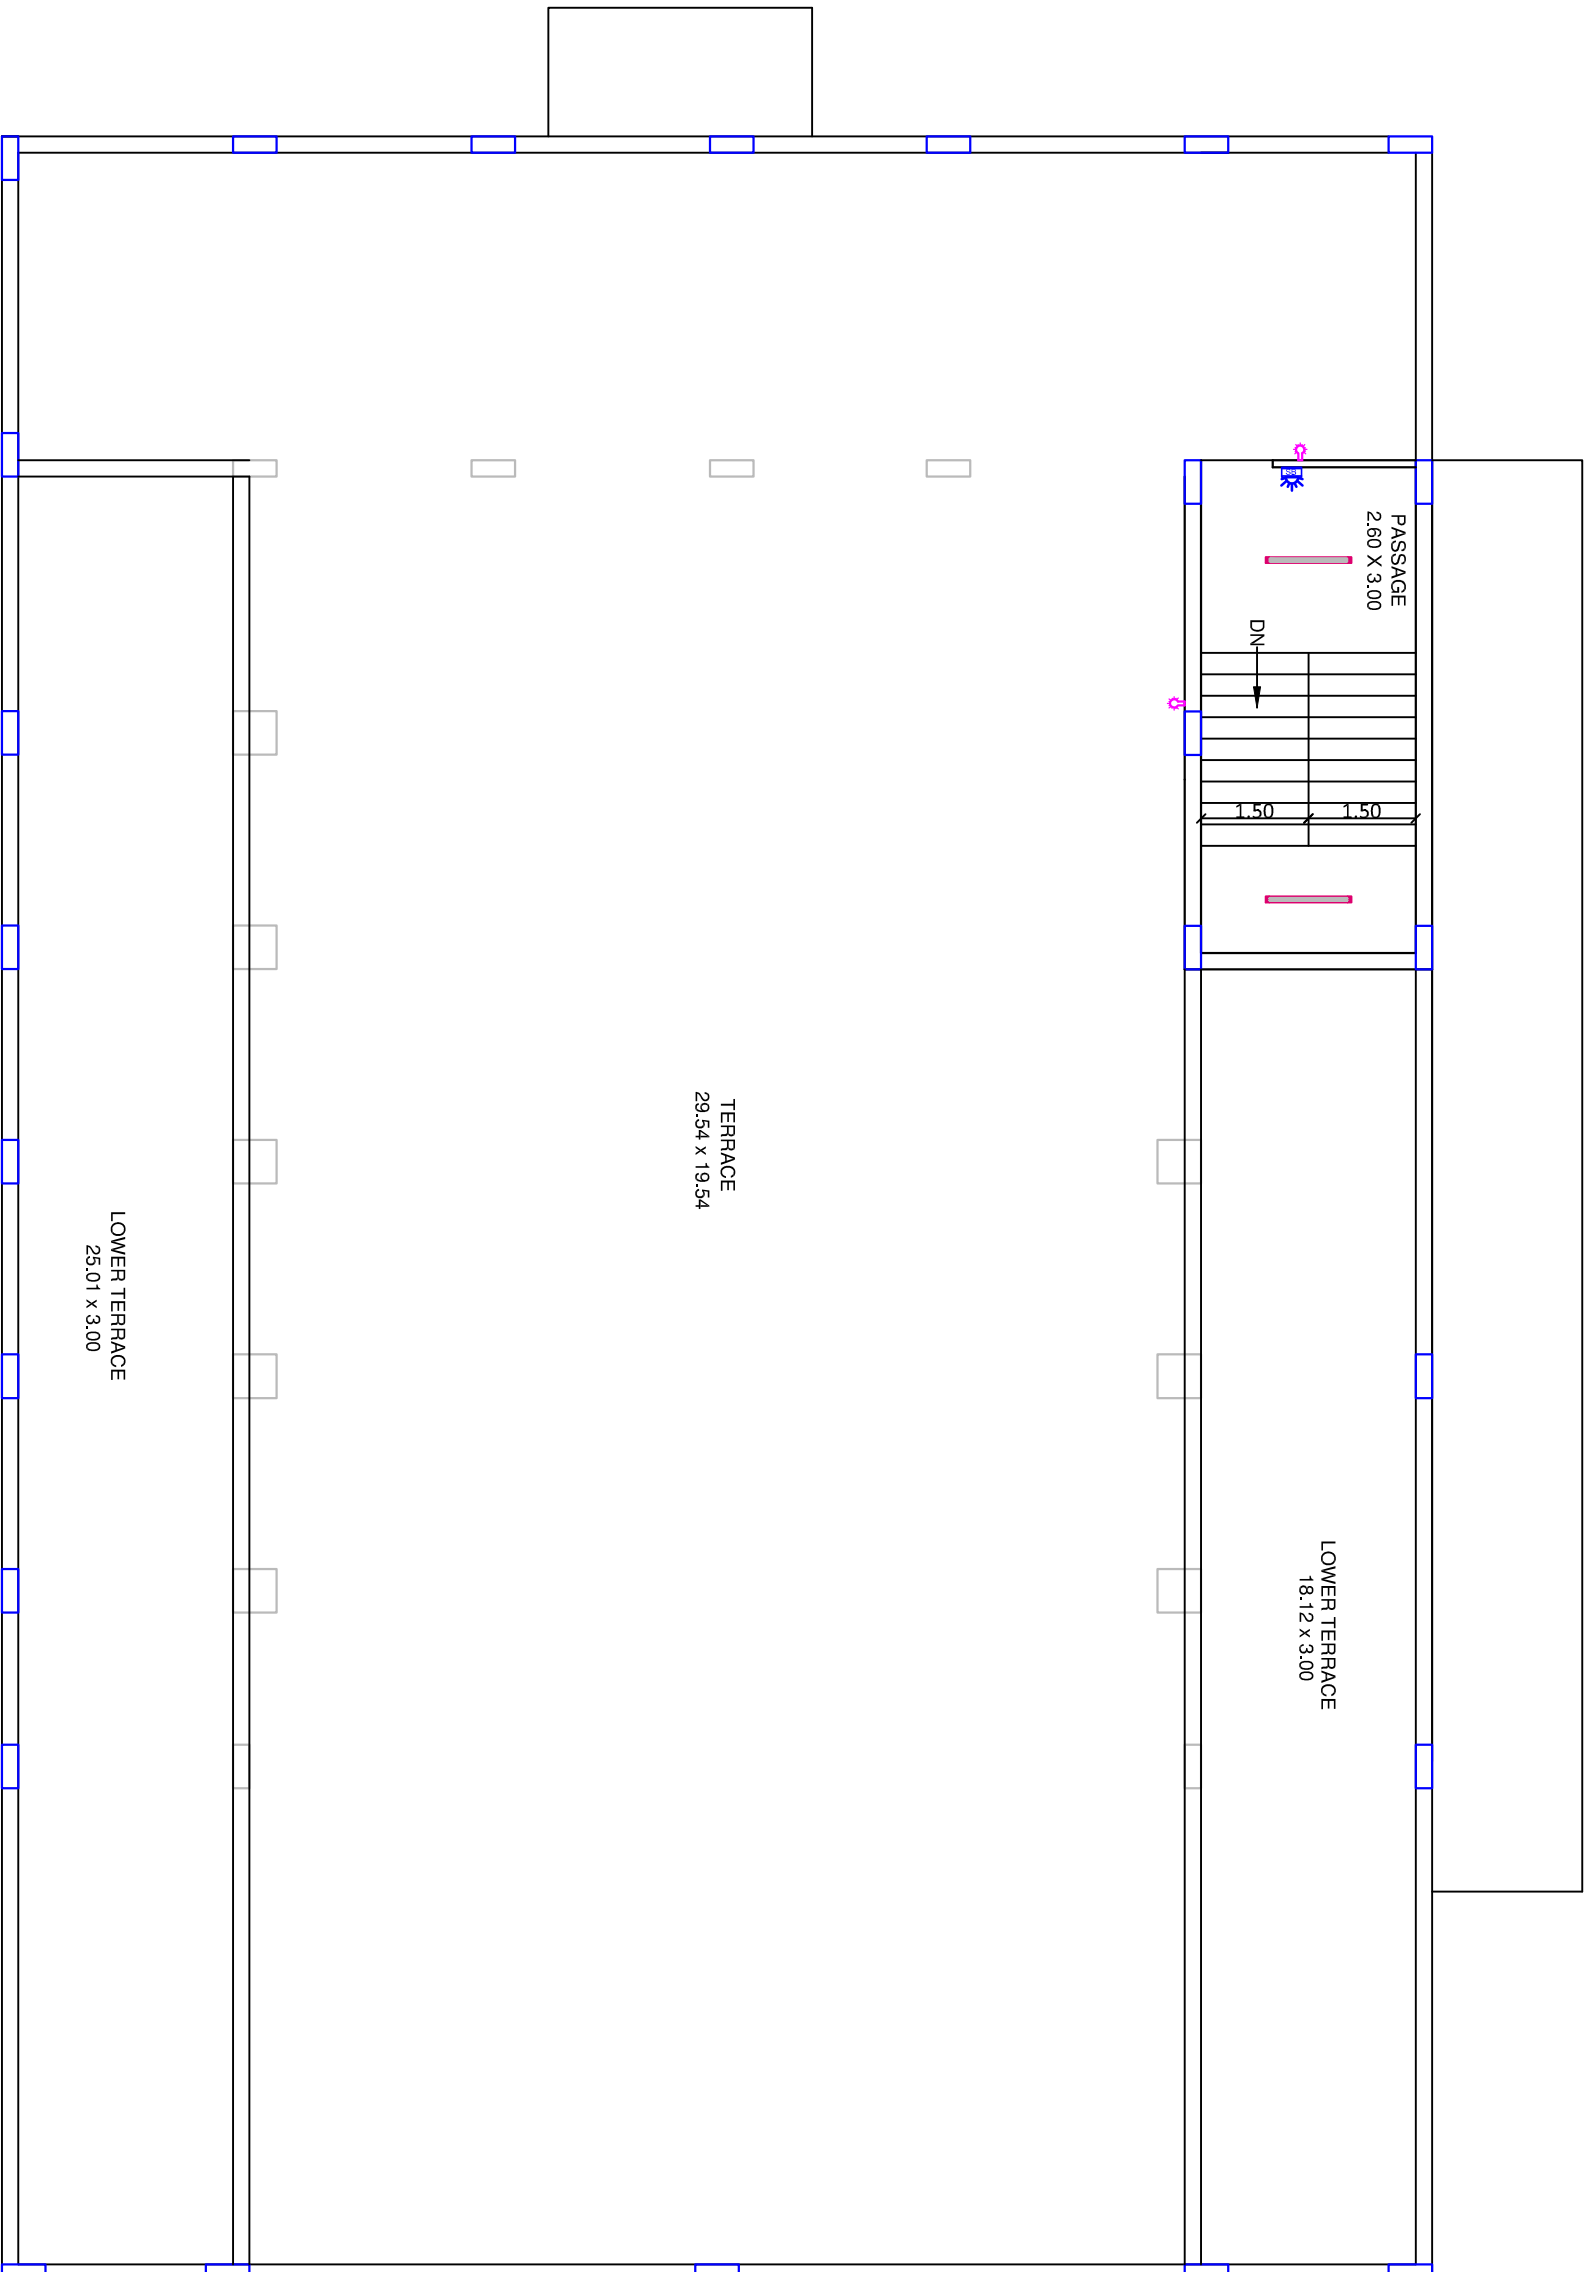 PASSAGE
2.60 X 3.00
SB
DN
1.50
1.50
TERRACE
29.54 x 19.54
LOWER TERRACE
18.12 x 3.00
LOWER TERRACE
25.01 x 3.00